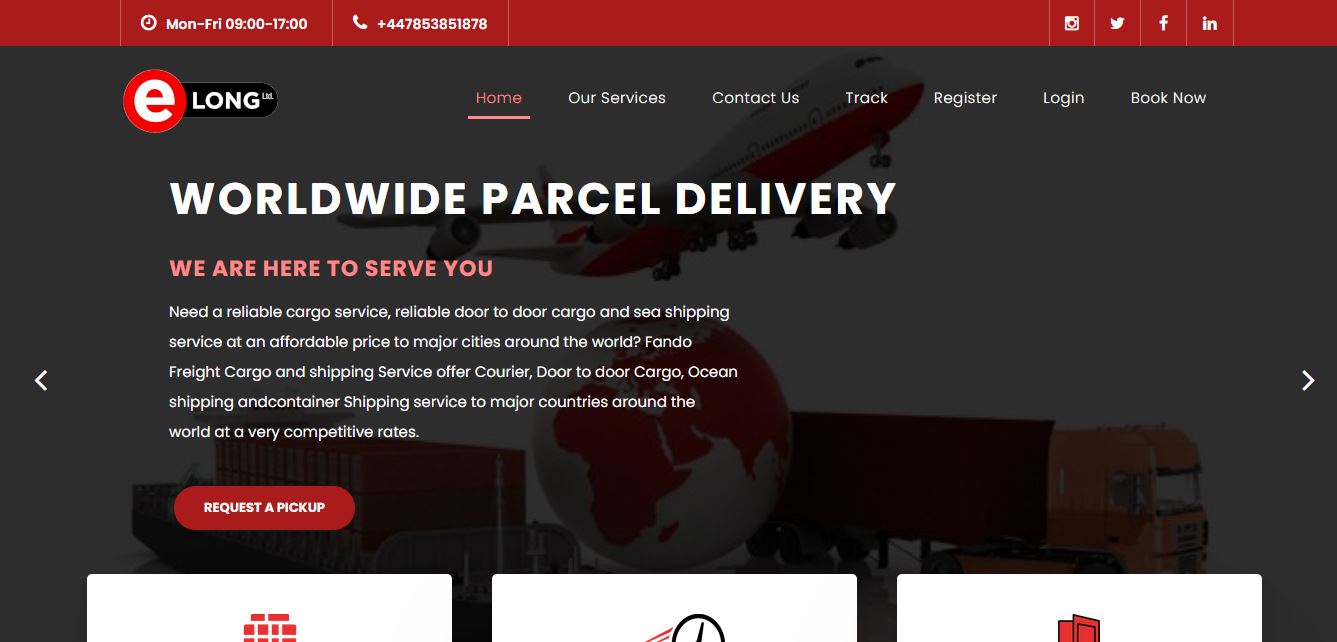 Mon-Fri 09:00-17:00
+447853851878
e LONG Ltd.
Home
Our Services
Contact Us
Track
Register
Login
Book Now
WORLDWIDE PARCEL DELIVERY
WE ARE HERE TO SERVE YOU
Need a reliable cargo service, reliable door to door cargo and sea shipping
service at an affordable price to major cities around the world? Fando
Freight Cargo and shipping Service offer Courier, Door to door Cargo, Ocean
shipping andcontainer Shipping service to major countries around the
world at a very competitive rates.
REQUEST A PICKUP